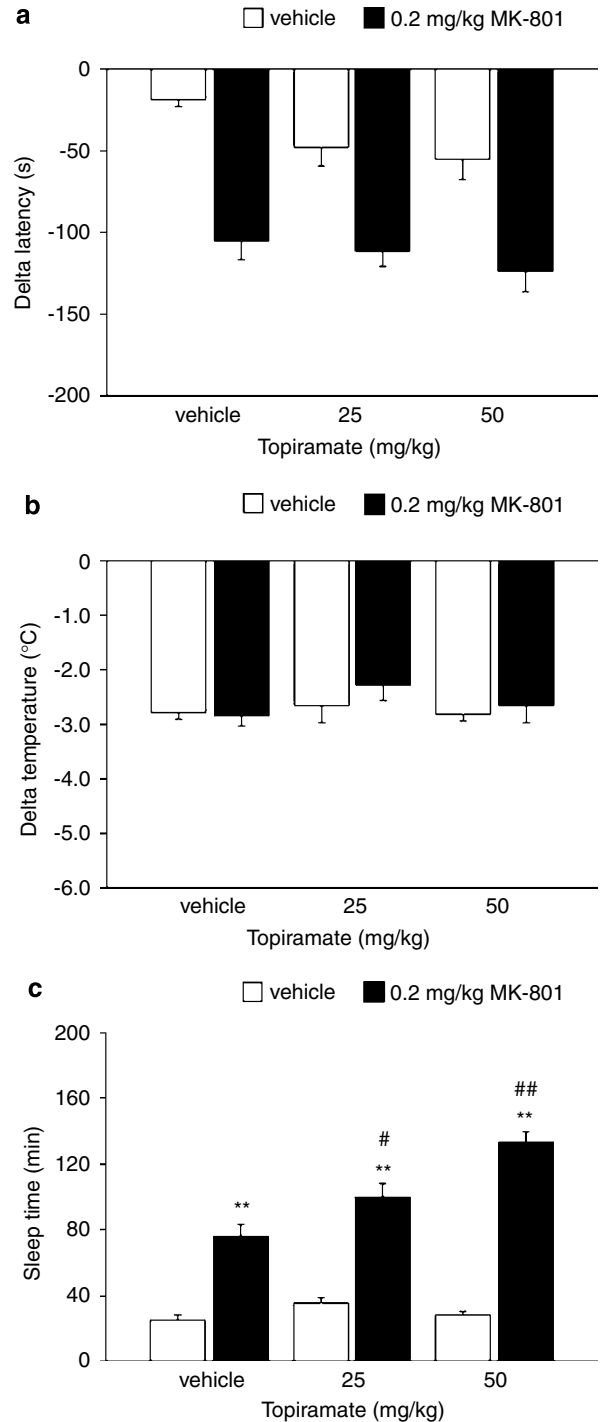 a
vehicle 0.2 mg/kg MK-801
0
-50
-100
-150
-200
Delta latency (s)
vehicle 25 50
Topiramate (mg/kg)
b
vehicle 0.2 mg/kg MK-801
0
-1.0
-2.0
-3.0
-4.0
-5.0
-6.0
Delta temperature (°C)
vehicle 25 50
Topiramate (mg/kg)
c
vehicle 0.2 mg/kg MK-801
200
160
120
80
40
0
Sleep time (min)
**
#
**
##
**
vehicle 25 50
Topiramate (mg/kg)